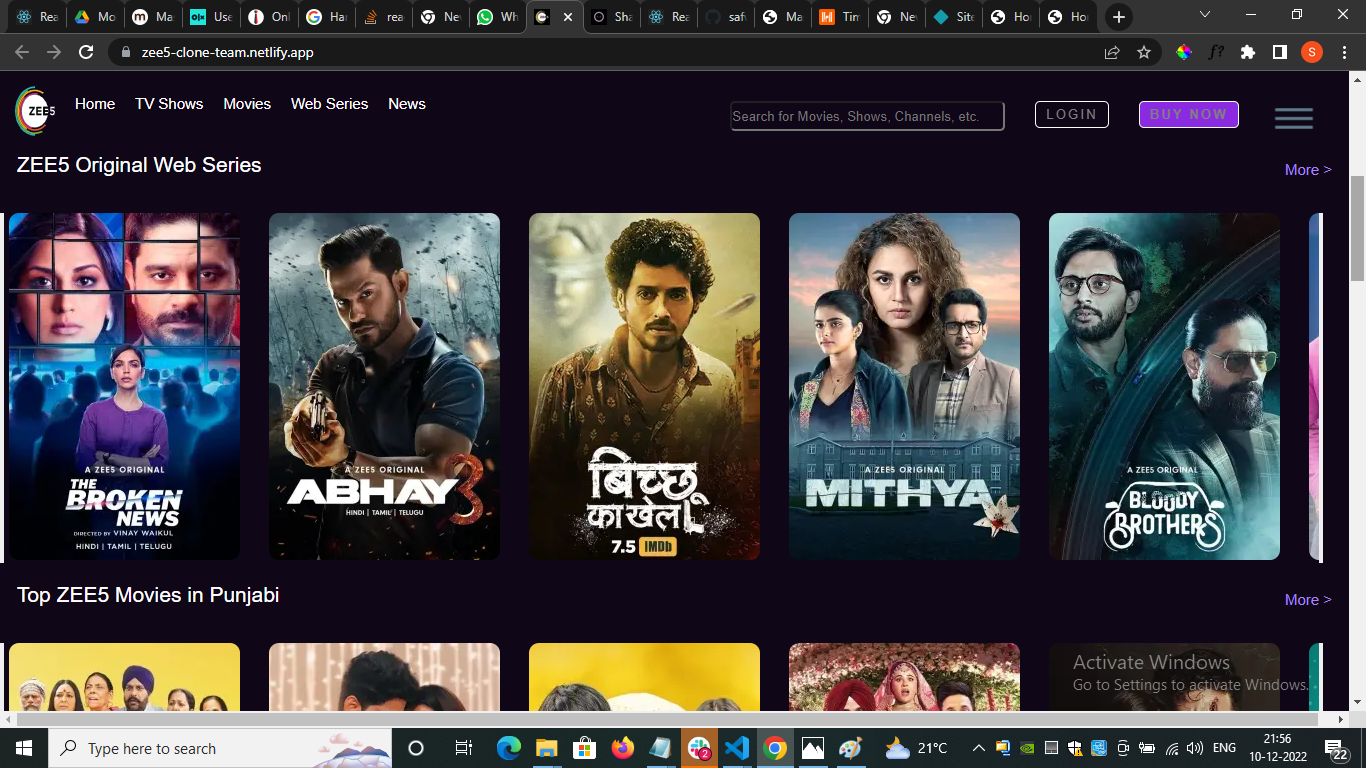 Rea
Mo
Ma
Use
Onl
Ha
rea
Ne
Wh
Sha
Rea
saf
Ma
Tim
Ne
Site
Ho
Ho
zee5-clone-team.netlify.app
f?
S
ZEE5
Home
TV Shows
Movies
Web Series
News
Search for Movies, Shows, Channels, etc.
LOGIN
BUY NOW
ZEE5 Original Web Series
More >
A ZEE5 ORIGINAL
THE
BROKEN
NEWS
DIRECTED BY VINAY WAIKUL
HINDI | TAMIL | TELUGU
A ZEE5 ORIGINAL
ABHAY 3
HINDI | TAMIL | TELUGU
बिच्छू
का खेल
7.5 IMDb
A ZEE5 ORIGINAL
MITHYA
A ZEE5 ORIGINAL
BLOODY
BROTHERS
Top ZEE5 Movies in Punjabi
More >
Activate Windows
Go to Settings to activate Windows.
Type here to search
2
21°C
ENG
21:56
10-12-2022
22